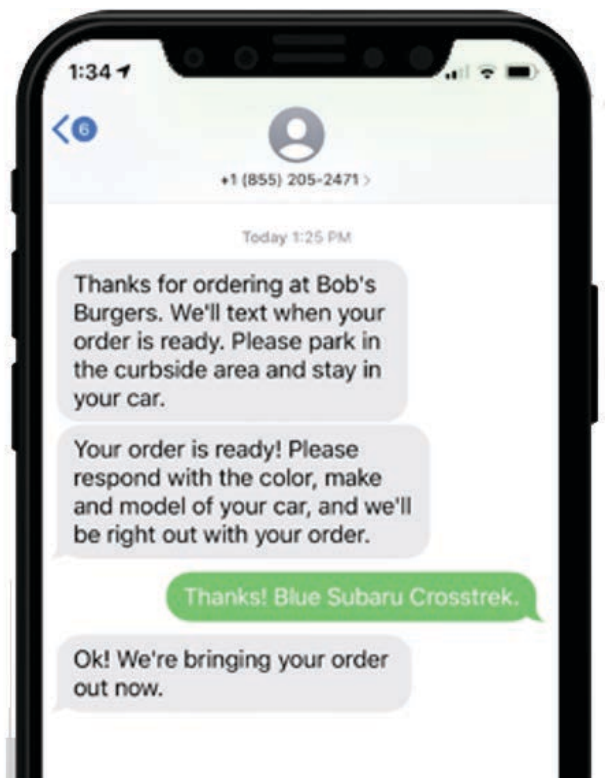 1:34
6
+1 (855) 205-2471 >
Today 1:25 PM
Thanks for ordering at Bob's
Burgers. We'll text when your
order is ready. Please park in
the curbside area and stay in
your car.
Your order is ready! Please
respond with the color, make
and model of your car, and we'll
be right out with your order.
Thanks! Blue Subaru Crosstrek.
Ok! We're bringing your order
out now.